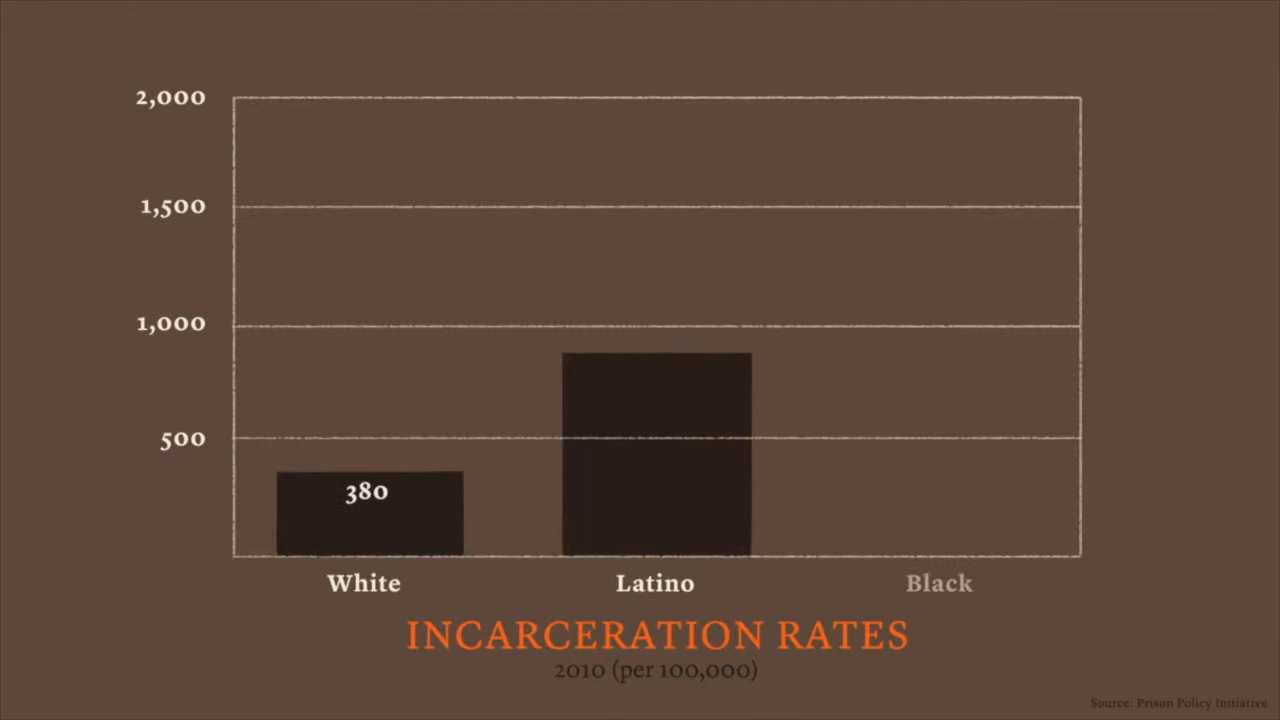 2,000
1,500
1,000
500
380
White Latino Black
INCARCERATION RATES
2010 (per 100,000)
Source: Prison Policy Initiative